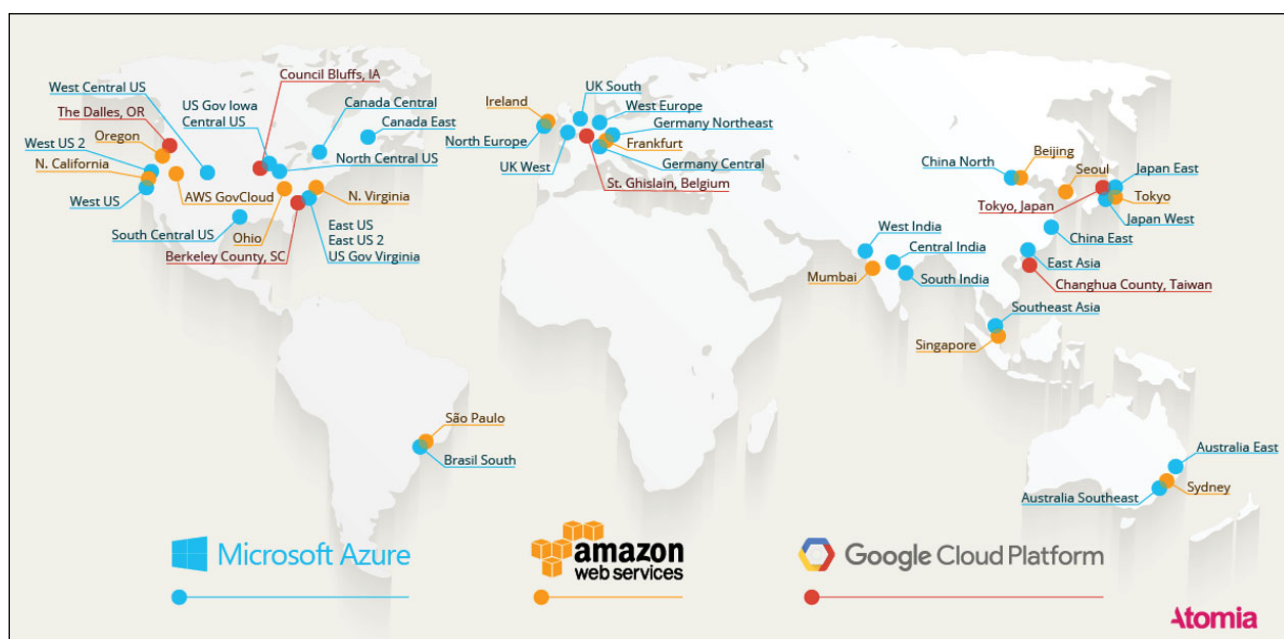 West Central US
The Dalles, OR
Oregon
West US 2
N. California
West US
Council Bluffs, IA
US Gov Iowa
Central US
Canada Central
Canada East
North Central US
AWS GovCloud
N. Virginia
South Central US
Ohio
Berkeley County, SC
East US
East US 2
US Gov Virginia
Ireland
North Europe
UK South
West Europe
Germany Northeast
Frankfurt
Germany Central
UK West
St. Ghislain, Belgium
China North
Beijing
Seoul
Japan East
Tokyo
Tokyo, Japan
Japan West
China East
West India
Central India
South India
Mumbai
East Asia
Changhua County, Taiwan
Southeast Asia
Singapore
São Paulo
Brasil South
Australia East
Sydney
Australia Southeast
Microsoft Azure
amazon
web services
Google Cloud Platform
Atomia